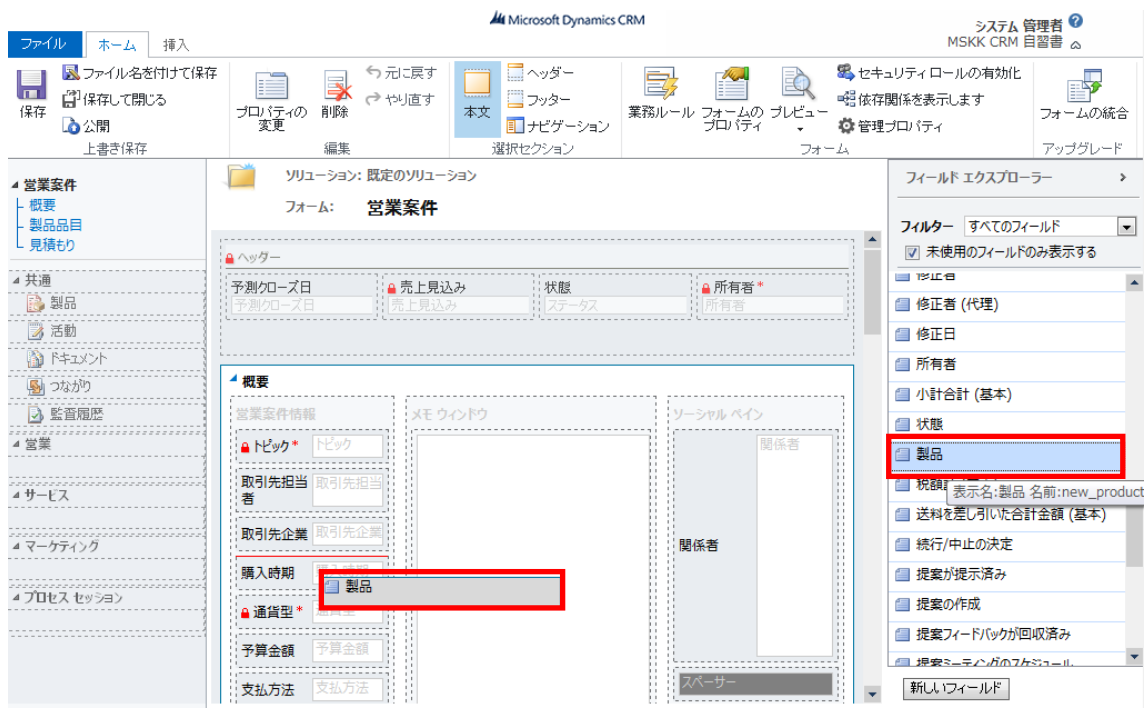 Microsoft Dynamics CRM
システム 管理者
MSKK CRM 自習書
ファイル
ホーム
挿入
保存
ファイル名を付けて保存
保存して閉じる
公開
上書き保存
プロパティの
変更
削除
元に戻す
やり直す
編集
本文
ヘッダー
フッター
ナビゲーション
選択セクション
業務ルール
フォームの
プロパティ
プレビュー
セキュリティ ロールの有効化
依存関係を表示します
管理プロパティ
フォーム
フォームの統合
アップグレード
営業案件
概要
製品品目
見積もり
共通
製品
活動
ドキュメント
つながり
監査履歴
営業
サービス
マーケティング
プロセス セッション
ソリューション: 既定のソリューション
フォーム: 営業案件
ヘッダー
予測クローズ日
予測クローズ日
売上見込み
売上見込み
状態
ステータス
所有者*
所有者
概要
営業案件情報
トピック* トピック
取引先担当者 取引先担当
取引先企業 取引先企業
購入時期
製品
通貨型*
予算金額 予算金額
支払方法 支払方法
メモ ウィンドウ
ソーシャル ペイン
関係者
関係者
スペーサー
フィールド エクスプローラー
フィルター すべてのフィールド
未使用のフィールドのみ表示する
修正者
修正者 (代理)
修正日
所有者
小計合計 (基本)
状態
製品
表示名:製品 名前:new_product
送料を差し引いた合計金額 (基本)
続行/中止の決定
提案が提示済み
提案の作成
提案フィードバックが回収済み
提案ミーティングのスケジュール
新しいフィールド